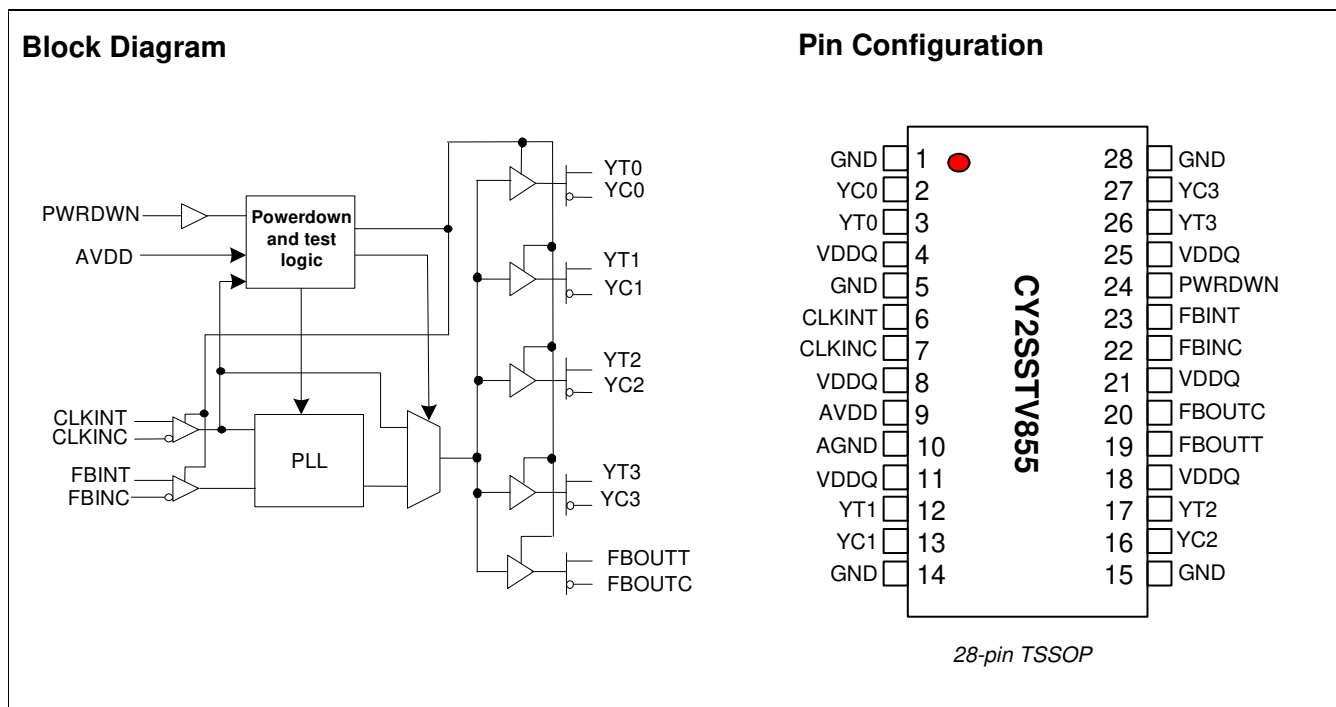 Block Diagram
PWRDWN
AVDD
Powerdown
and test
logic
CLKINT
CLKINC
FBINT
FBINC
PLL
YT0
YC0
YT1
YC1
YT2
YC2
YT3
YC3
FBOUTT
FBOUTC
Pin Configuration
GND 1 28 GND
YC0 2 27 YC3
YT0 3 26 YT3
VDDQ 4 25 VDDQ
GND 5 24 PWRDWN
CLKINT 6 23 FBINT
CLKINC 7 22 FBINC
VDDQ 8 21 VDDQ
AVDD 9 20 FBOUTC
AGND 10 19 FBOUTT
VDDQ 11 18 VDDQ
YT1 12 17 YT2
YC1 13 16 YC2
GND 14 15 GND
CY2SSTV855
28-pin TSSOP